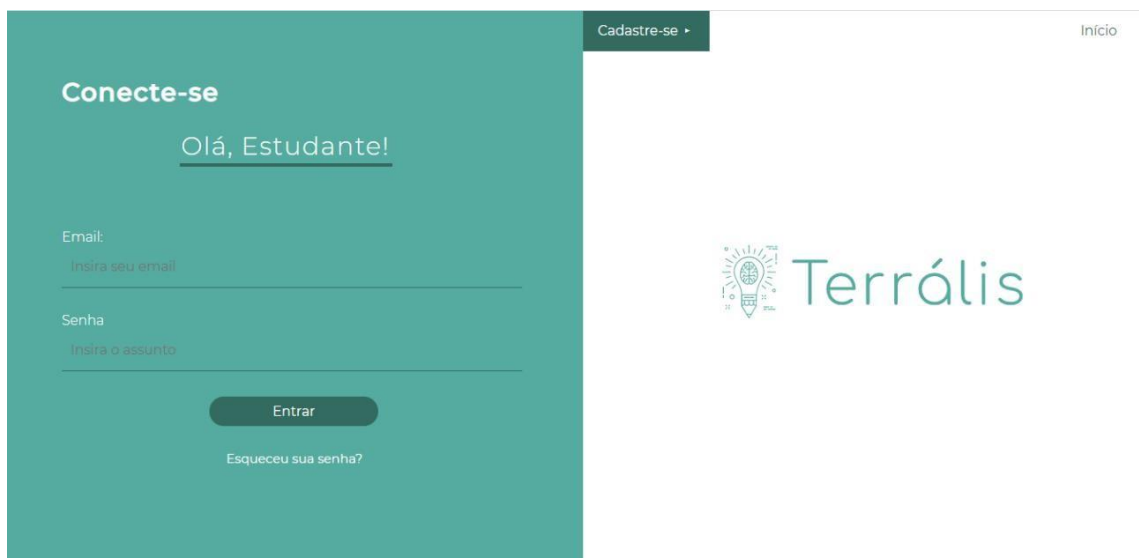 Cadastre-se ▸
Início
Conecte-se
Olá, Estudante!
Email:
Insira seu email
Senha
Insira o assunto
Entrar
Esqueceu sua senha?
Terrális